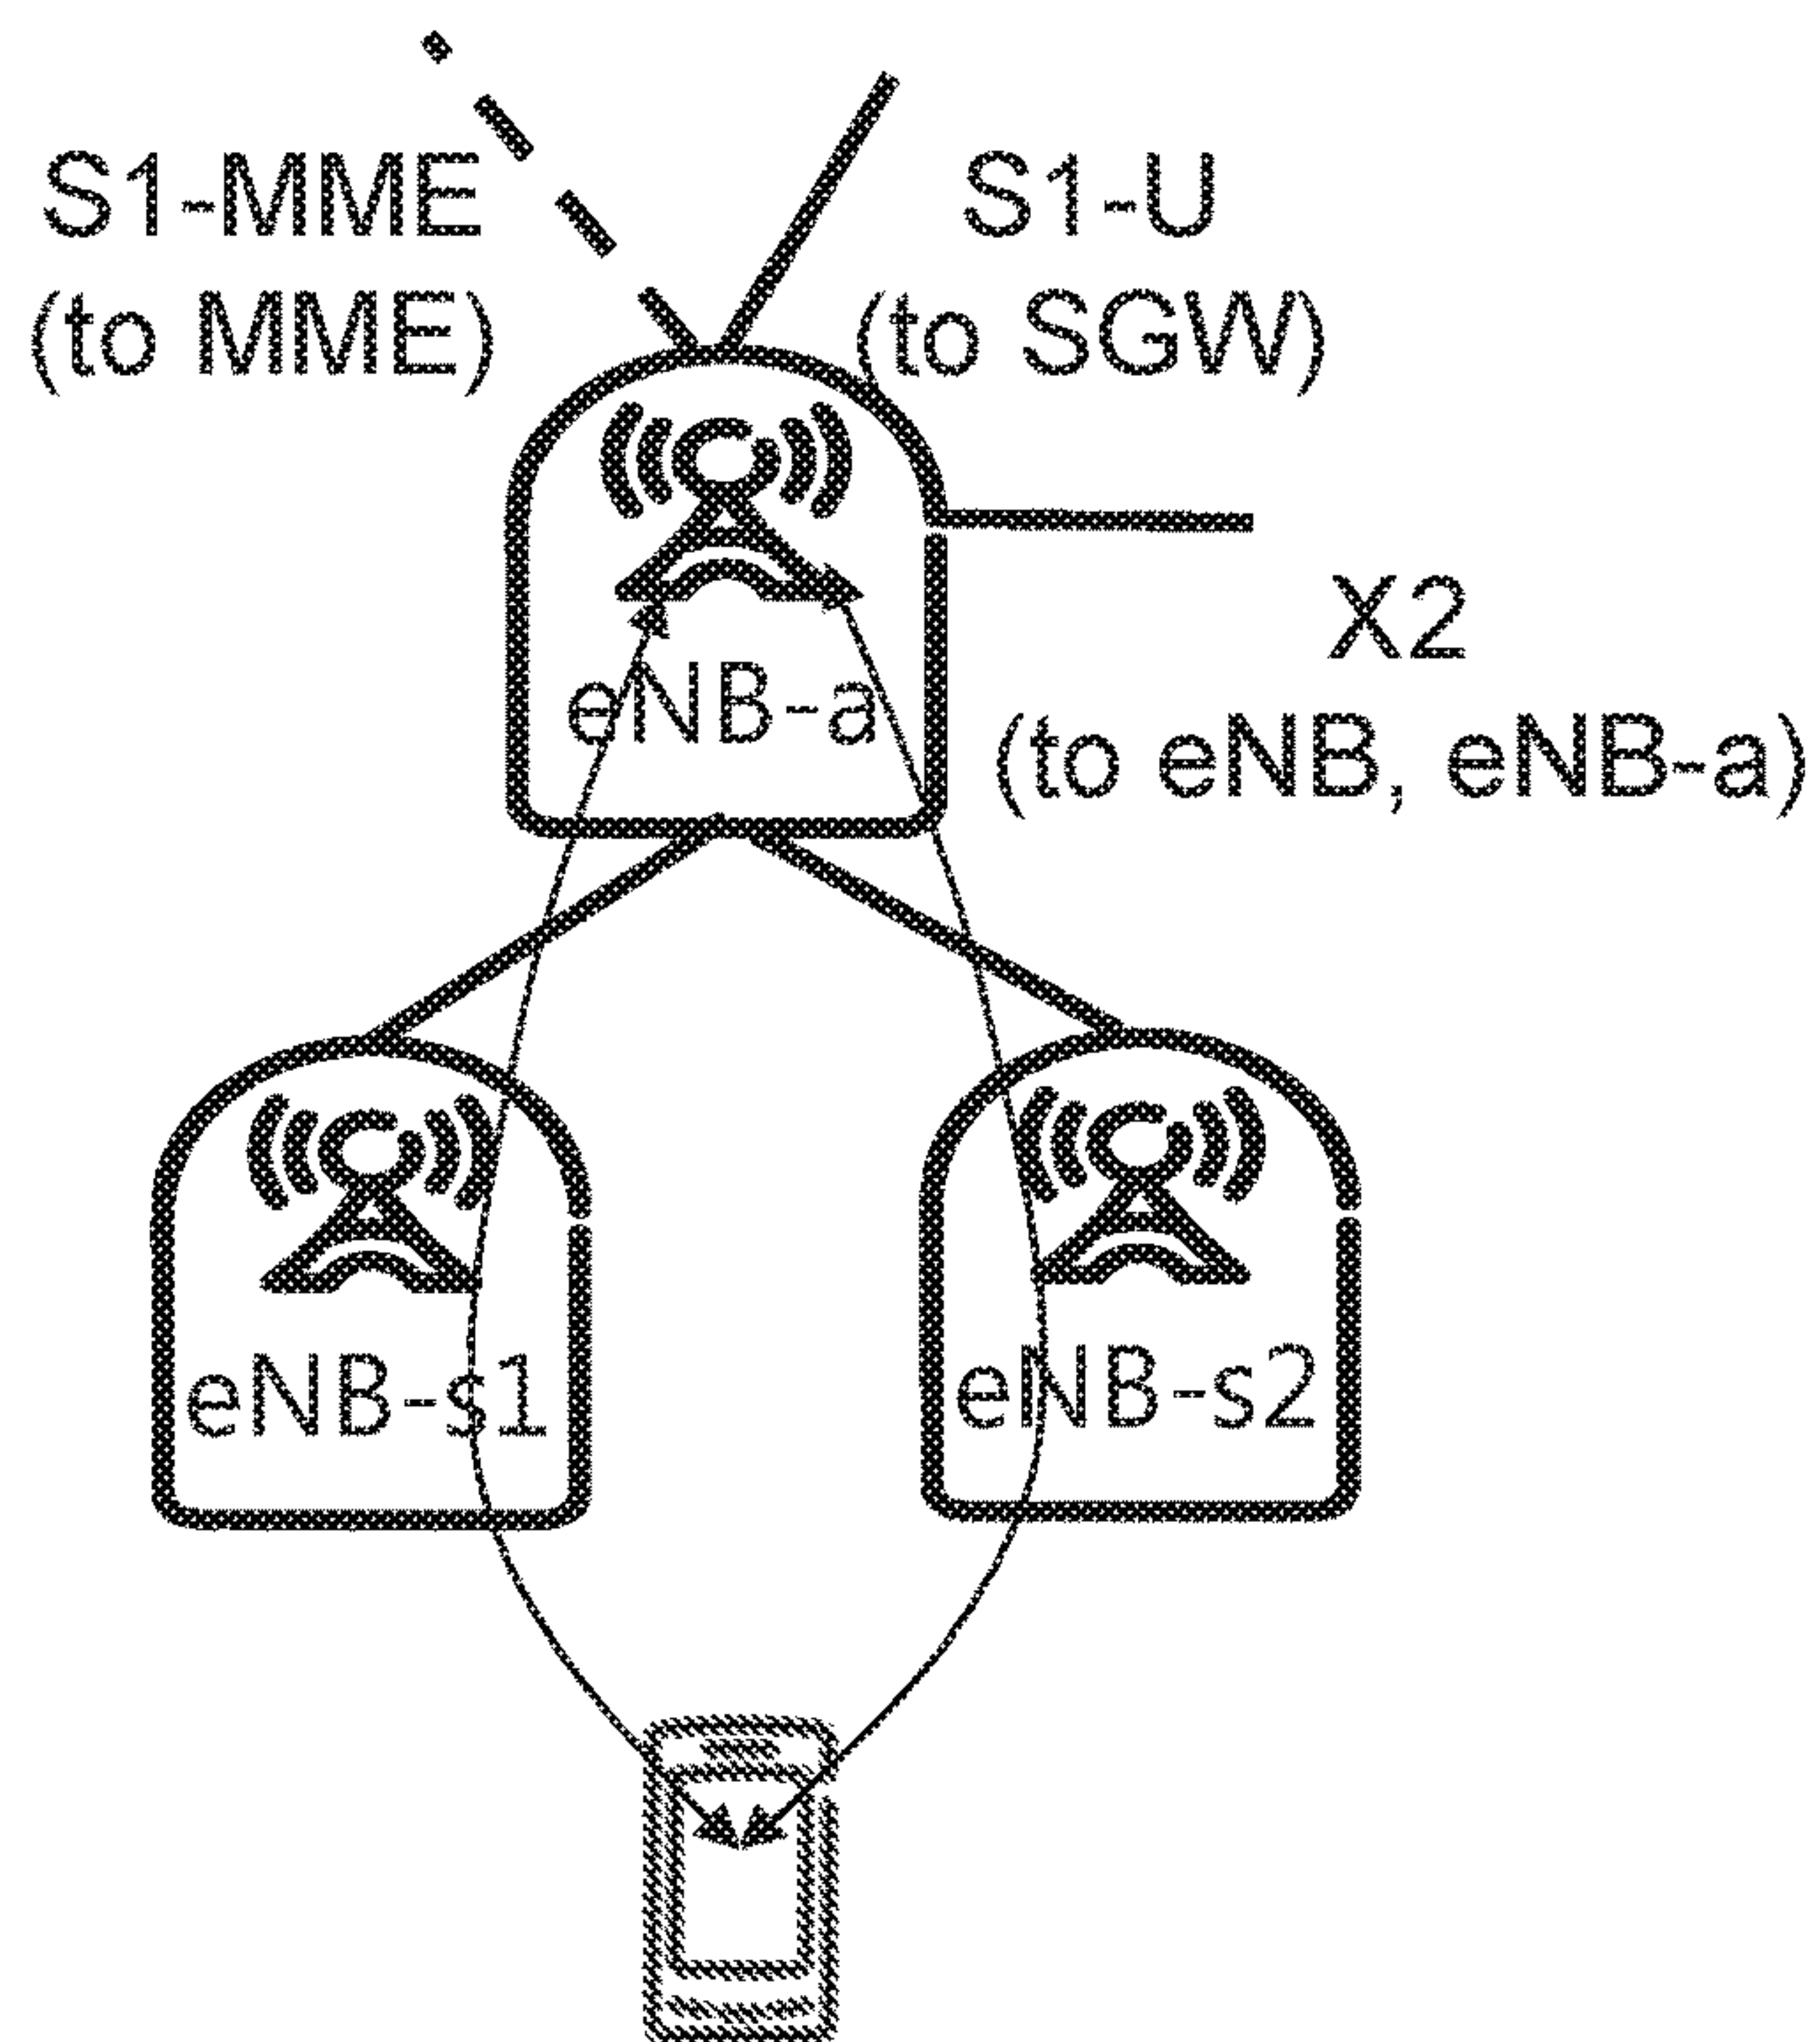 S1-MME
(to MME)
S1-U
(to SGW)
eNB-a
X2
(to eNB, eNB-a)
eNB-s1
eNB-s2